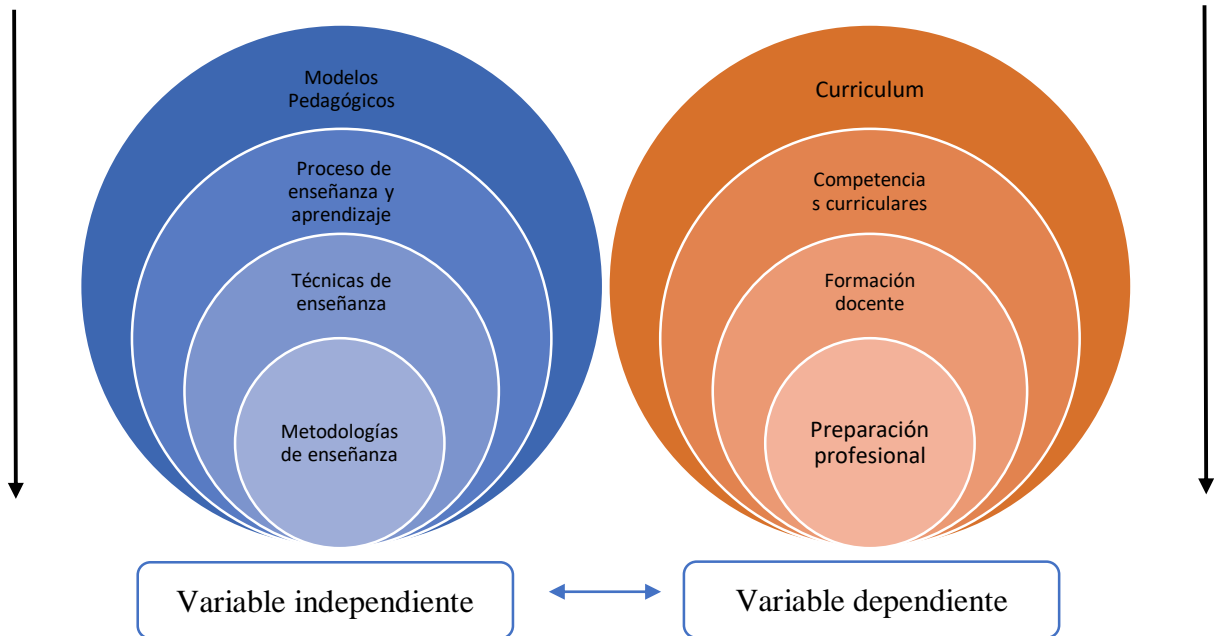 Modelos
Pedagógicos
Proceso de
enseñanza y
aprendizaje
Técnicas de
enseñanza
Metodologías
de enseñanza
Curriculum
Competencia
s curriculares
Formación
docente
Preparación
profesional
Variable independiente
Variable dependiente